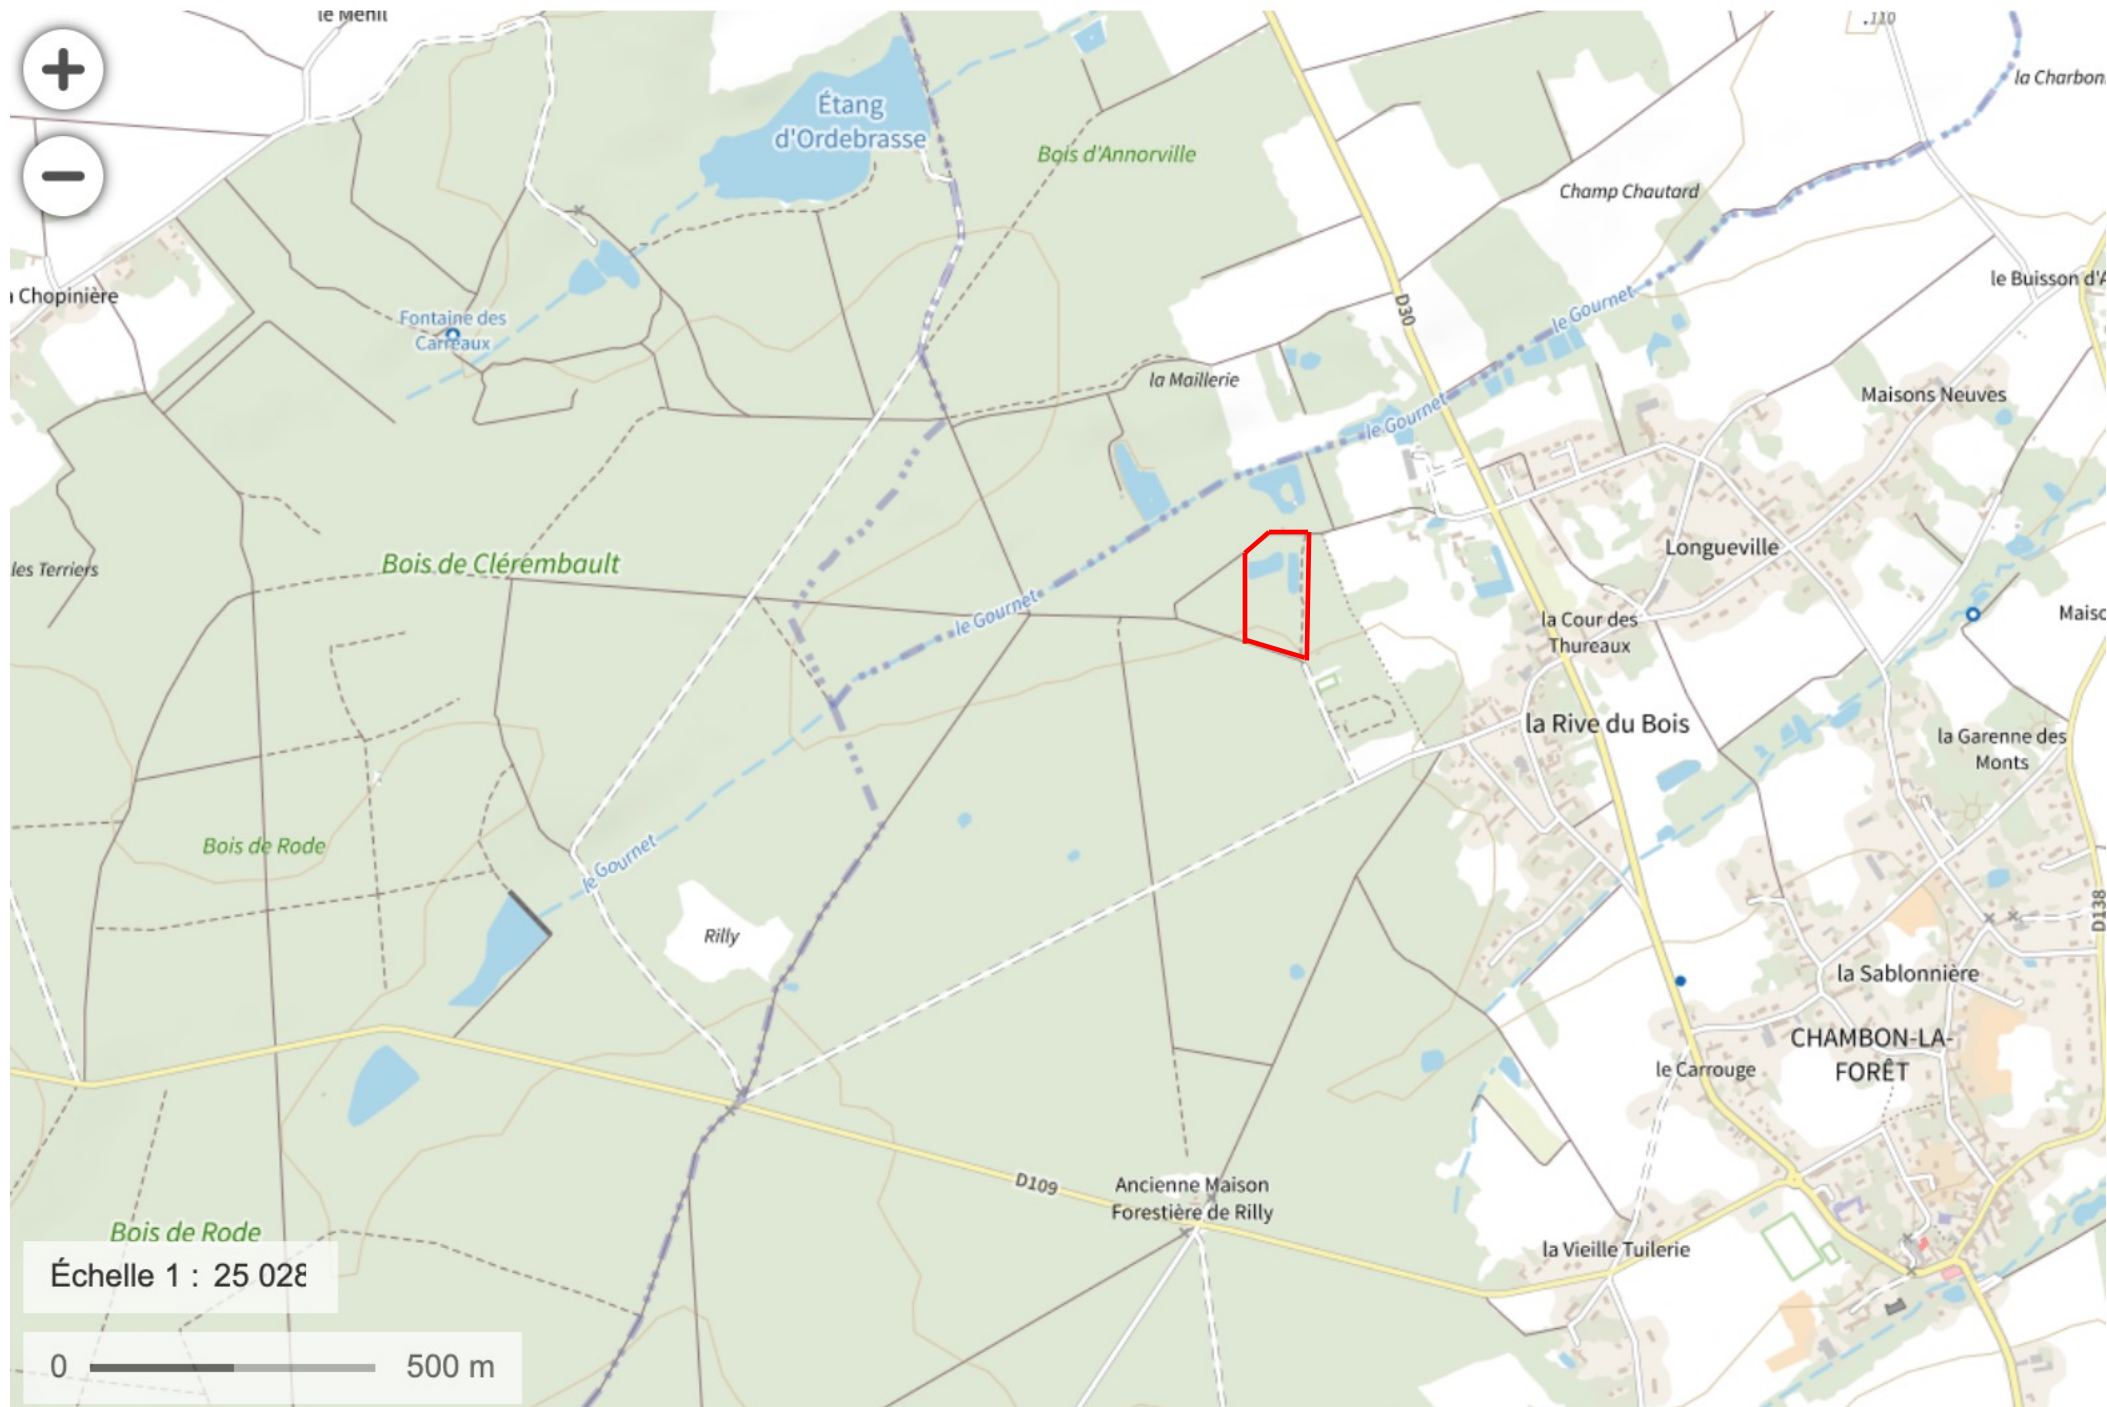 le Ménil
.110
la Charbon
Étang
d'Ordebrasse
Bois d'Annorville
Champ Chautard
le Buisson d'A
Chopinière
D30
le Gournet
Fontaine des
Carreaux
la Maillerie
Maisons Neuves
le Gournet
Longueville
Bois de Clérembault
les Terriers
le Gournet
la Cour des
Thureaux
Maiso
la Rive du Bois
la Garenne des
Monts
Bois de Rode
le Gournet
Rilly
D138
la Sablonnière
CHAMBON-LA-
FORÊT
le Carrouge
D109
Ancienne Maison
Forestière de Rilly
Bois de Rode
la Vieille Tuilerie
Échelle 1 : 25 028
0 500 m